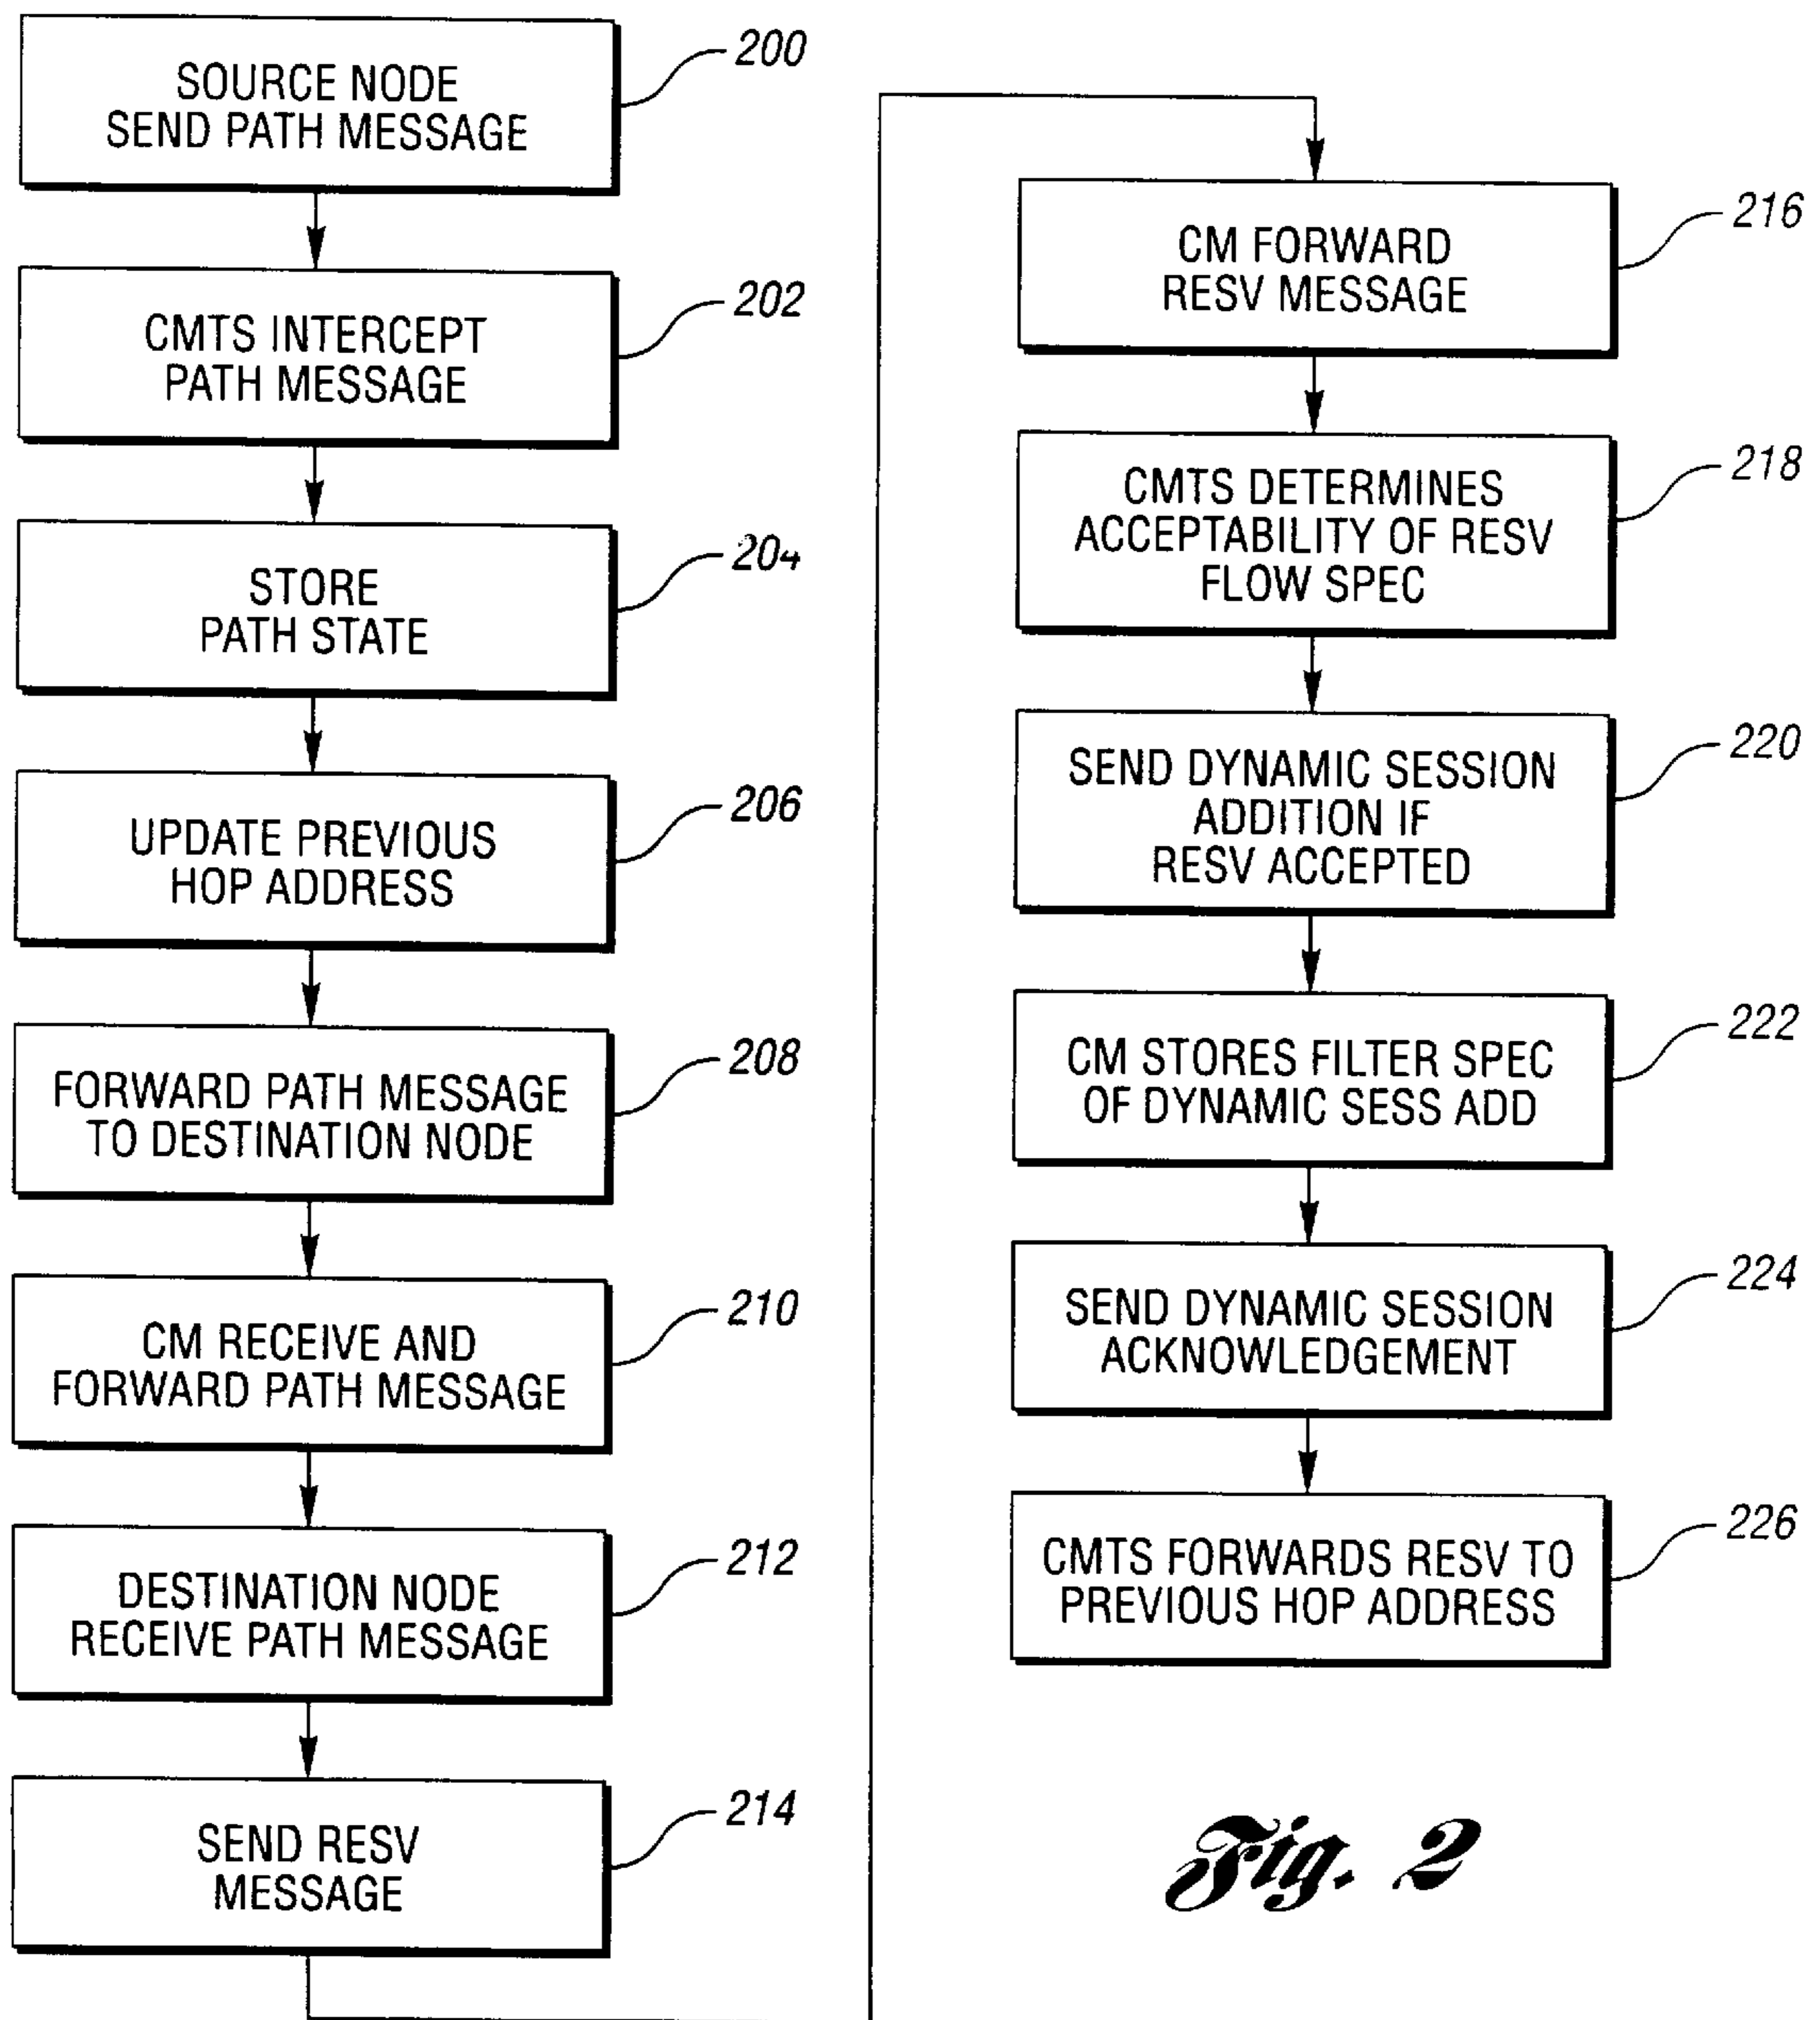 SOURCE NODE
SEND PATH MESSAGE
200
CMTS INTERCEPT
PATH MESSAGE
202
STORE
PATH STATE
204
UPDATE PREVIOUS
HOP ADDRESS
206
FORWARD PATH MESSAGE
TO DESTINATION NODE
208
CM RECEIVE AND
FORWARD PATH MESSAGE
210
DESTINATION NODE
RECEIVE PATH MESSAGE
212
SEND RESV
MESSAGE
214
CM FORWARD
RESV MESSAGE
216
CMTS DETERMINES
ACCEPTABILITY OF RESV
FLOW SPEC
218
SEND DYNAMIC SESSION
ADDITION IF
RESV ACCEPTED
220
CM STORES FILTER SPEC
OF DYNAMIC SESS ADD
222
SEND DYNAMIC SESSION
ACKNOWLEDGEMENT
224
CMTS FORWARDS RESV TO
PREVIOUS HOP ADDRESS
226
Fig. 2